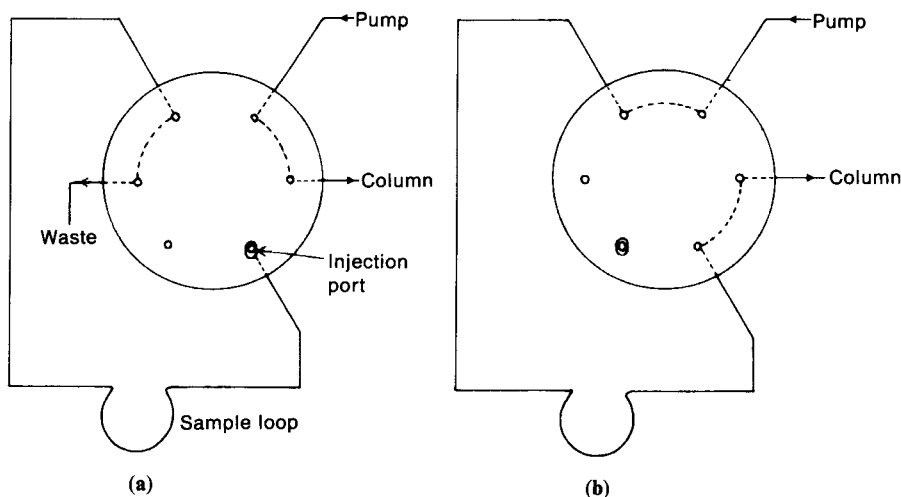 Pump
Column
Waste
Injection
port
Sample loop
(a)
Pump
Column
(b)